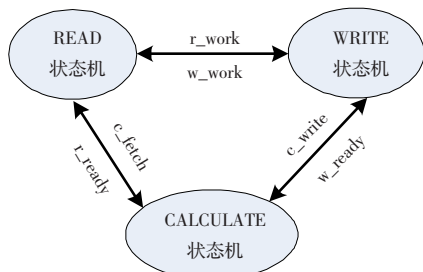 READ
状态机
r_work
w_work
WRITE
状态机
c_fetch
r_ready
c_write
w_ready
CALCULATE
状态机